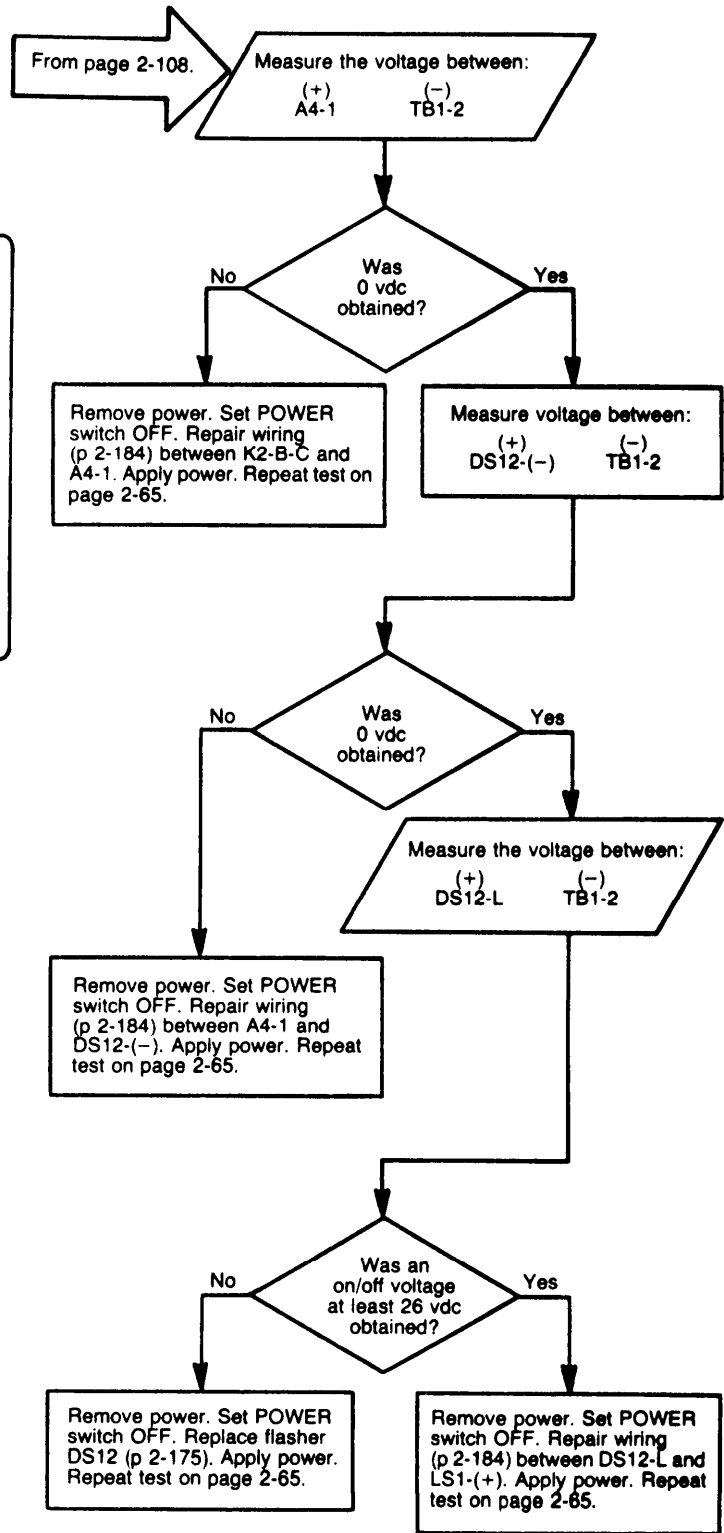 From page 2-108.
Measure the voltage between:
(+) (−)
A4-1 TB1-2
Was
0 vdc
obtained?
No
Yes
Remove power. Set POWER
switch OFF. Repair wiring
(p 2-184) between K2-B-C and
A4-1. Apply power. Repeat test on
page 2-65.
Measure voltage between:
(+) (−)
DS12-(−) TB1-2
Was
0 vdc
obtained?
No
Yes
Measure the voltage between:
(+) (−)
DS12-L TB1-2
Remove power. Set POWER
switch OFF. Repair wiring
(p 2-184) between A4-1 and
DS12-(−). Apply power. Repeat
test on page 2-65.
Was an
on/off voltage
at least 26 vdc
obtained?
No
Yes
Remove power. Set POWER
switch OFF. Replace flasher
DS12 (p 2-175). Apply power.
Repeat test on page 2-65.
Remove power. Set POWER
switch OFF. Repair wiring
(p 2-184) between DS12-L and
LS1-(+). Apply power. Repeat
test on page 2-65.